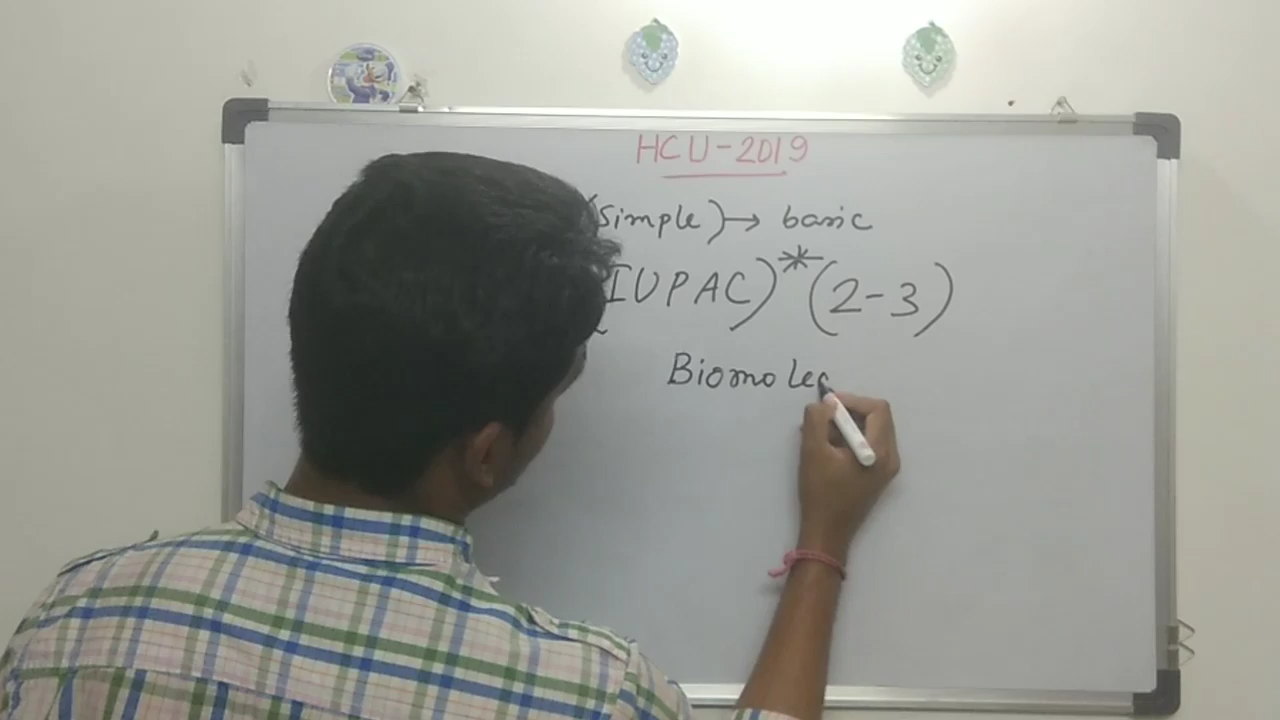 HCU-2019
(Simple) → basic
IUPAC)* (2-3)
Biomolec